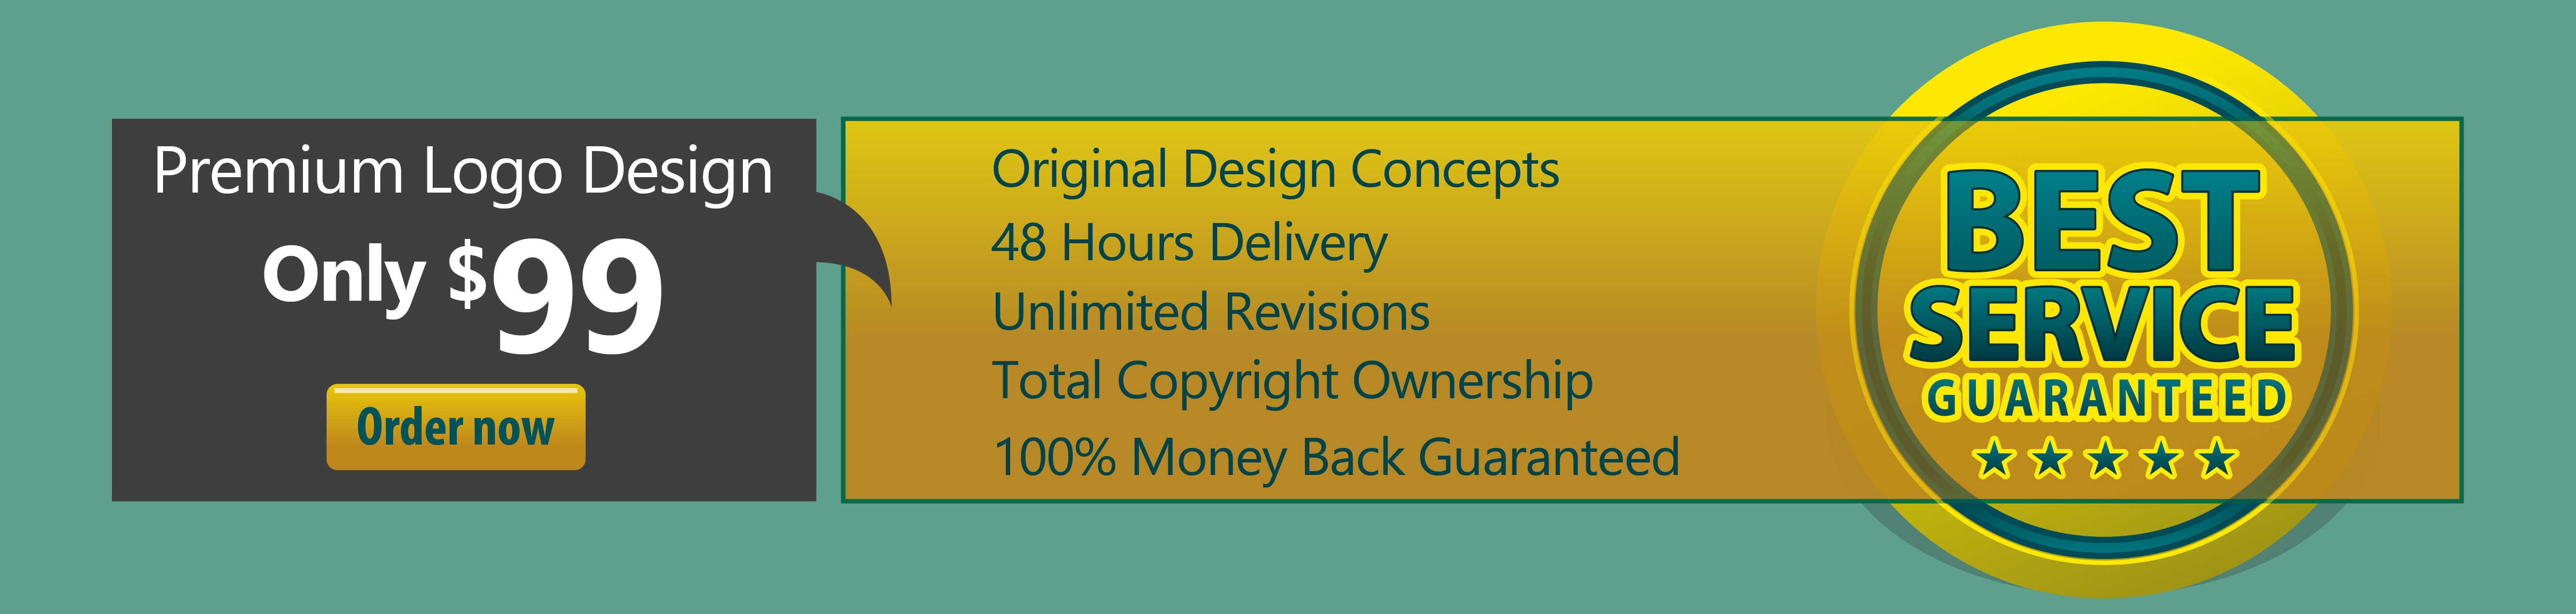 Premium Logo Design
Only $99
Order now
Original Design Concepts
48 Hours Delivery
Unlimited Revisions
Total Copyright Ownership
100% Money Back Guaranteed
BEST
SERVICE
GUARANTEED